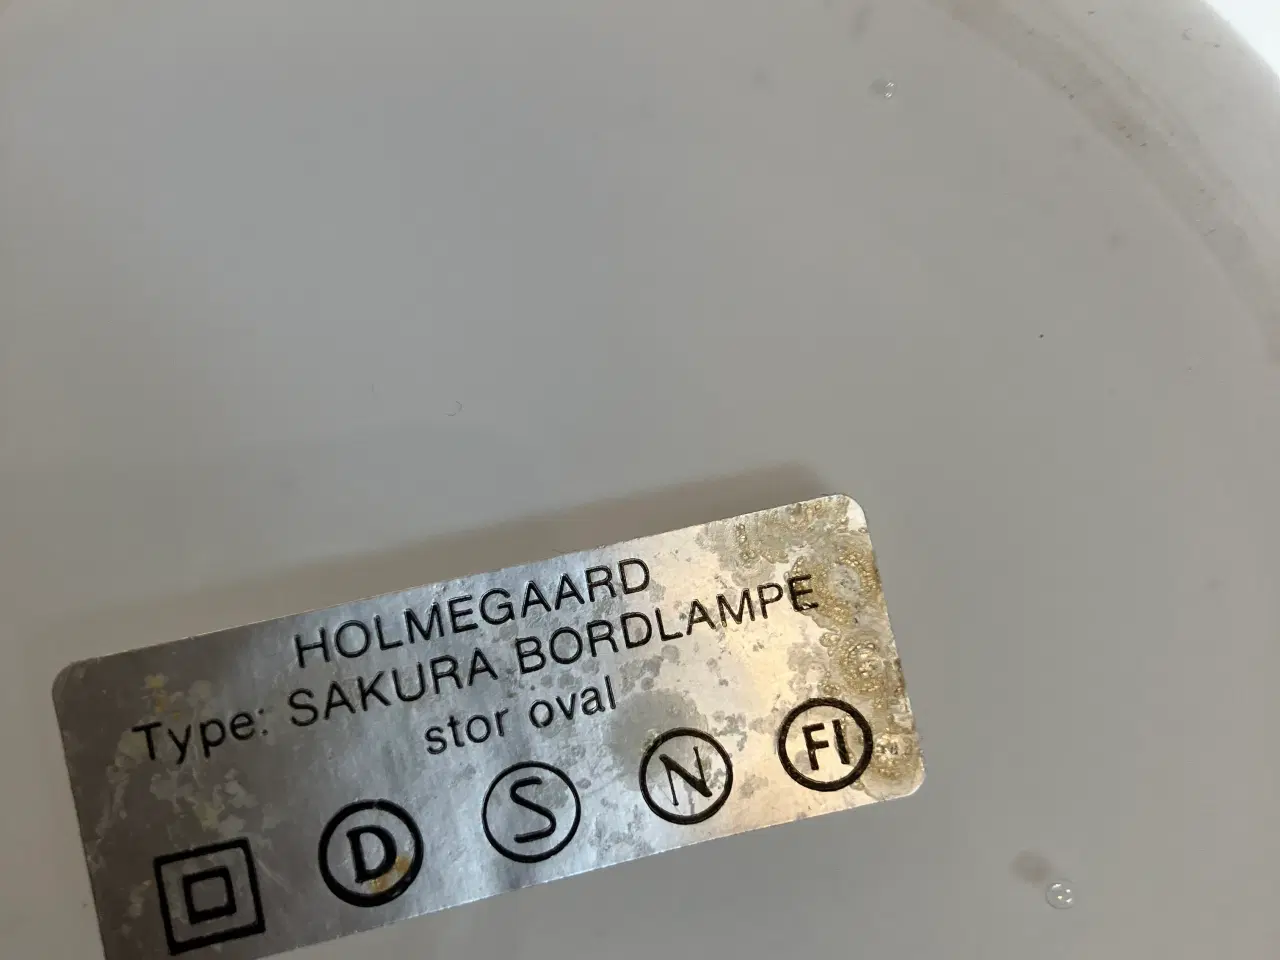 HOLMEGAARD
Type: SAKURA BORDLAMPE
stor oval
D S N FI